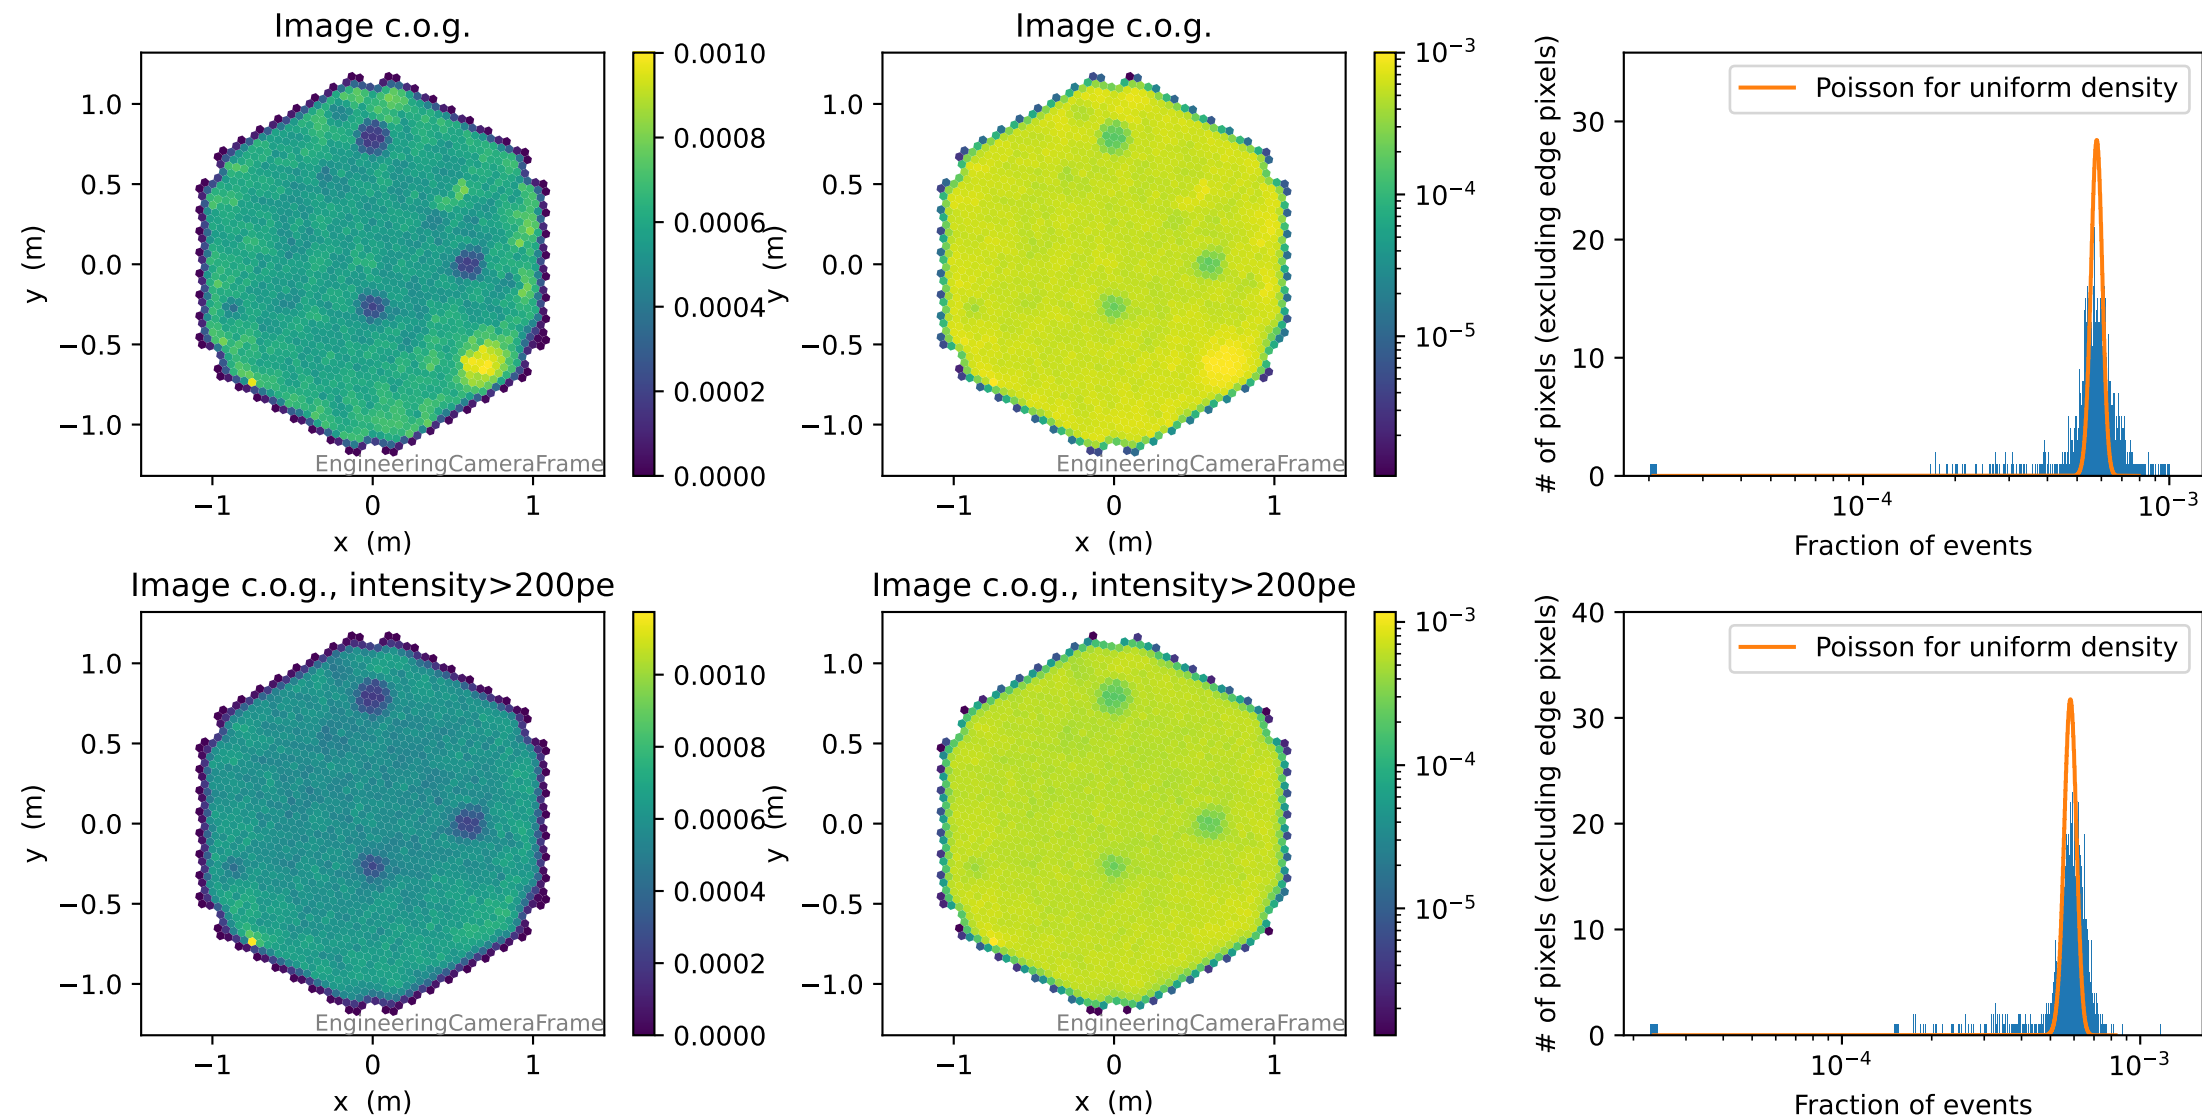 Image c.o.g.
1.0
0.5
0.0
−0.5
−1.0
y (m)
−1
0
1
x (m)
EngineeringCameraFrame
0.0010
0.0008
0.0006
0.0004
0.0002
0.0000
Image c.o.g.
1.0
0.5
0.0
−0.5
−1.0
y (m)
−1
0
1
x (m)
EngineeringCameraFrame
10⁻³
10⁻⁴
10⁻⁵
Poisson for uniform density
# of pixels (excluding edge pixels)
30
20
10
0
10⁻⁴
10⁻³
Fraction of events
Image c.o.g., intensity>200pe
1.0
0.5
0.0
−0.5
−1.0
y (m)
−1
0
1
x (m)
EngineeringCameraFrame
0.0010
0.0008
0.0006
0.0004
0.0002
0.0000
Image c.o.g., intensity>200pe
1.0
0.5
0.0
−0.5
−1.0
y (m)
−1
0
1
x (m)
EngineeringCameraFrame
10⁻³
10⁻⁴
10⁻⁵
Poisson for uniform density
# of pixels (excluding edge pixels)
40
30
20
10
0
10⁻⁴
10⁻³
Fraction of events